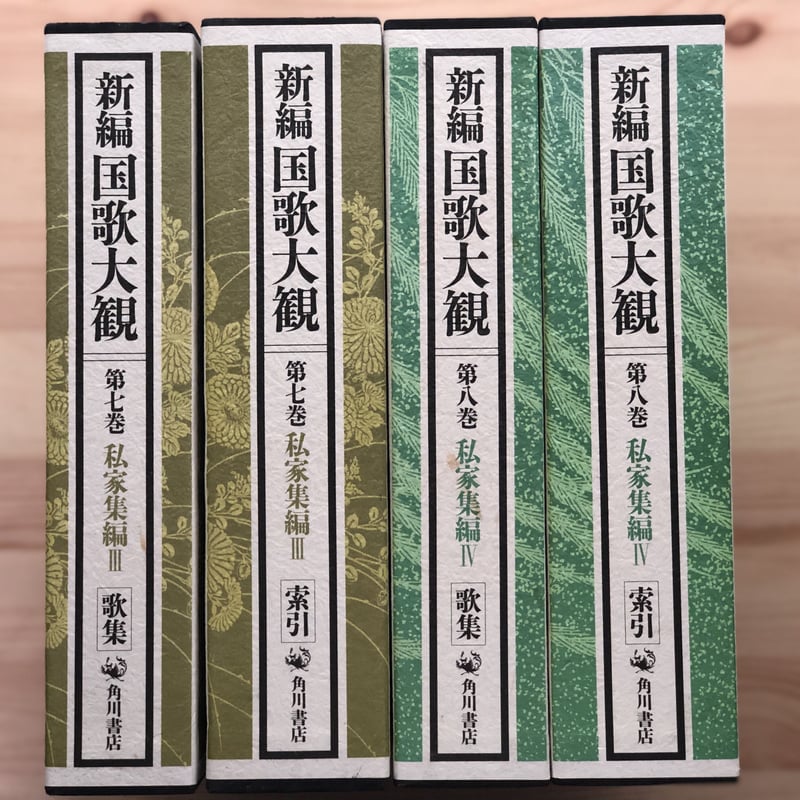 新編国歌大観
第七巻
私家集編III
歌集
角川書店
新編国歌大観
第七巻
私家集編III
索引
角川書店
新編国歌大観
第八巻
私家集編IV
歌集
角川書店
新編国歌大観
第八巻
私家集編IV
索引
角川書店